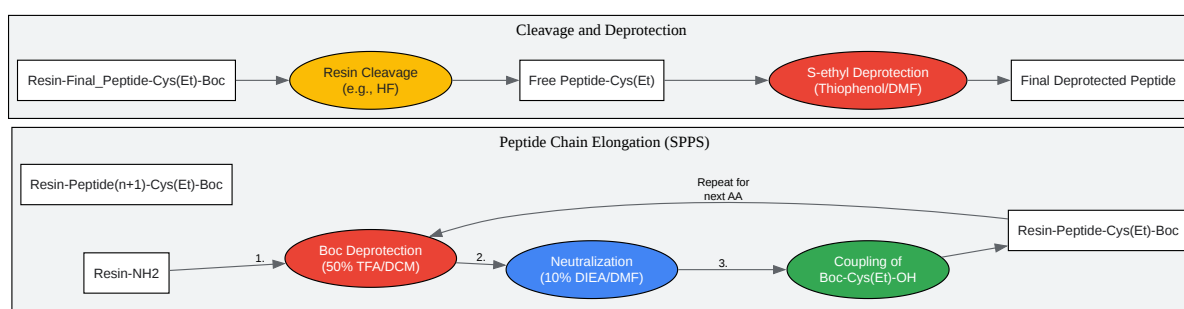 Cleavage and Deprotection
Resin-Final_Peptide-Cys(Et)-Boc
Resin Cleavage
(e.g., HF)
Free Peptide-Cys(Et)
S-ethyl Deprotection
(Thiophenol/DMF)
Final Deprotected Peptide
Peptide Chain Elongation (SPPS)
Resin-Peptide(n+1)-Cys(Et)-Boc
Repeat for
next AA
Resin-NH2
1.
Boc Deprotection
(50% TFA/DCM)
2.
Neutralization
(10% DIEA/DMF)
3.
Coupling of
Boc-Cys(Et)-OH
Resin-Peptide-Cys(Et)-Boc